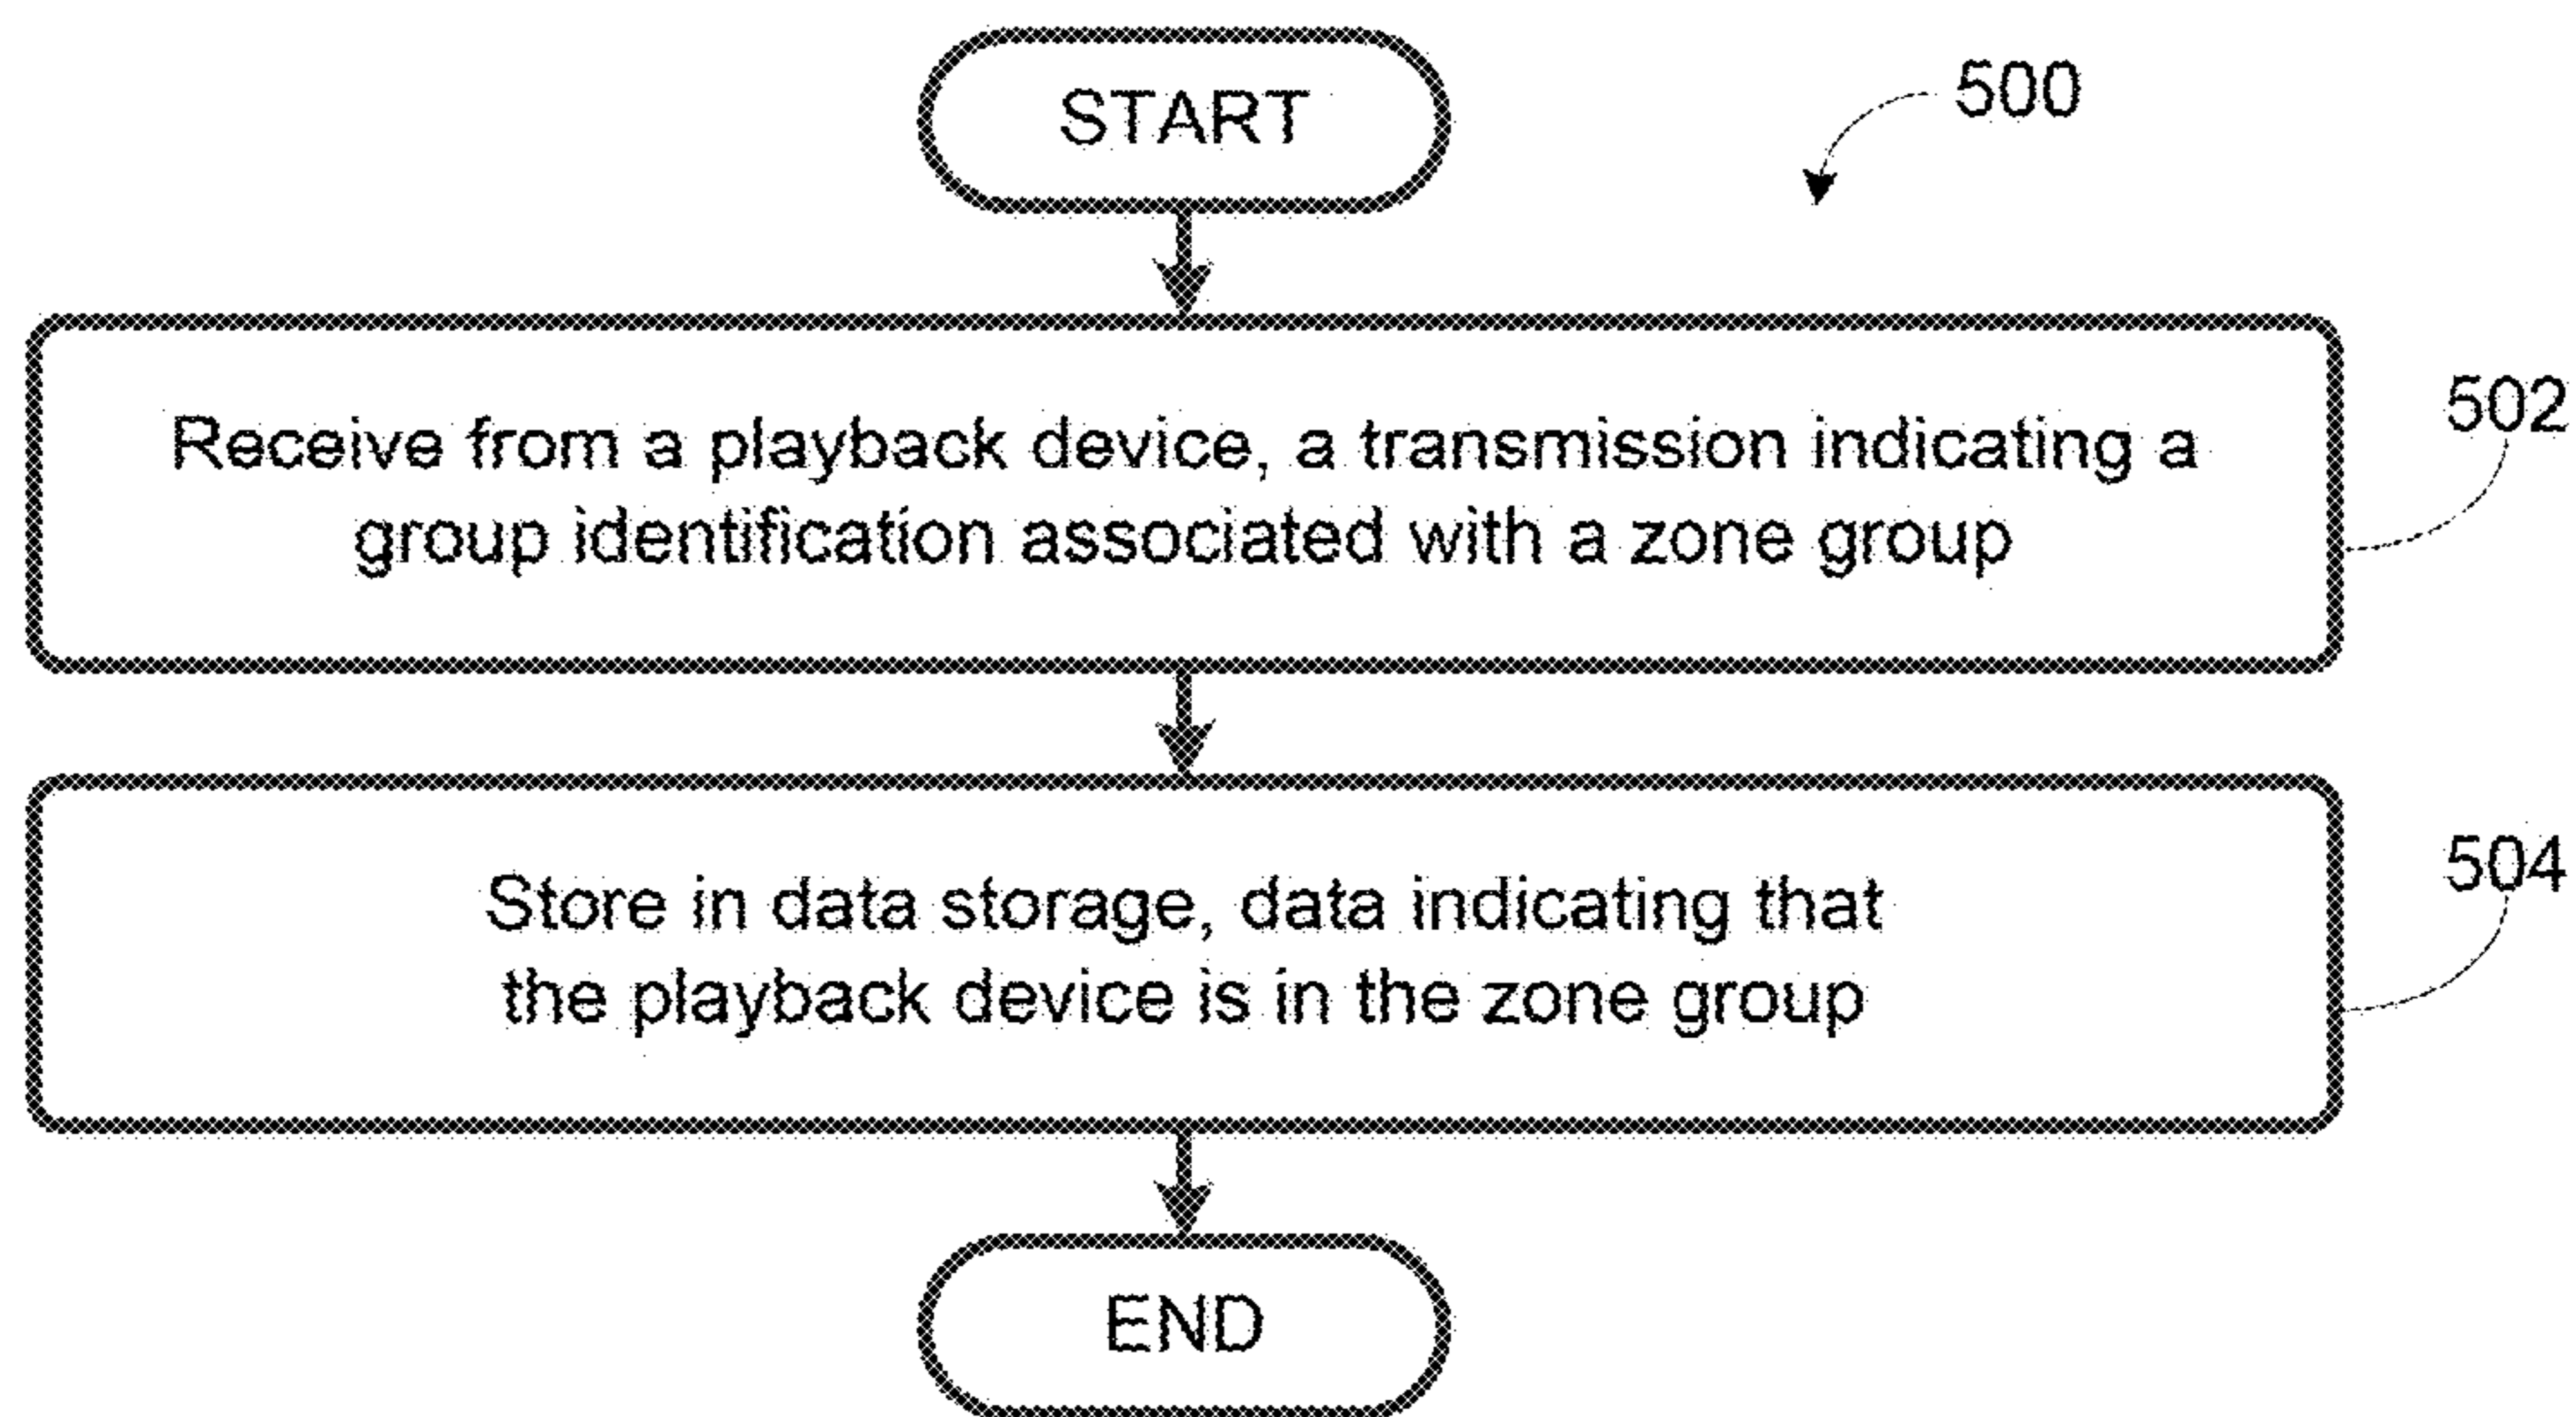 START
500
Receive from a playback device, a transmission indicating a
group identification associated with a zone group
502
Store in data storage, data indicating that
the playback device is in the zone group
504
END